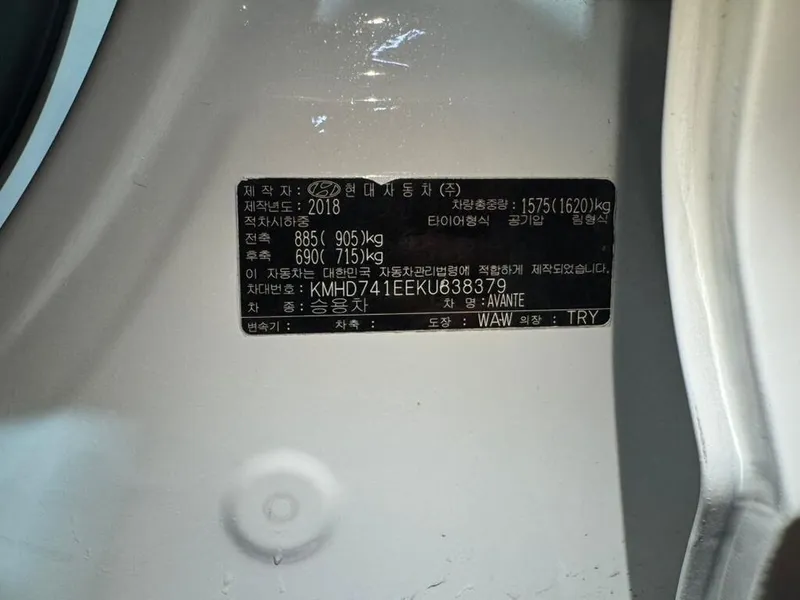 제 작 자 : 현 대 자 동 차 (주)
제작년도 : 2018 차량총중량 : 1575(1620)kg
적차시하중 타이어형식 공기압 림형식
전축 885( 905)kg
후축 690( 715)kg
이 자동차는 대한민국 자동차관리법령에 적합하게 제작되었습니다.
차대번호 : KMHD741EEKU838379
차 종 : 승용차 차 명 : AVANTE
변속기 : 차축 : 도장 : WAW 의장 : TRY